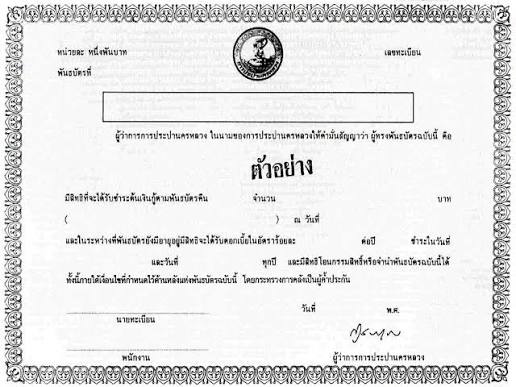 หน่วยละ หนึ่งพันบาท เลขทะเบียน
พันธบัตรที่
ผู้ว่าการการประปานครหลวง ในนามของการประปานครหลวงให้คำมั่นสัญญาว่า ผู้ทรงพันธบัตรฉบับนี้ คือ
ตัวอย่าง
มีสิทธิที่จะได้รับชำระต้นเงินกู้ตามพันธบัตรคืน จำนวน บาท
( ) ณ วันที่
และในระหว่างที่พันธบัตรยังมีอายุอยู่มีสิทธิจะได้รับดอกเบี้ยในอัตราร้อยละ ต่อปี ชำระในวันที่
และวันที่ ทุกปี และมีสิทธิโอนกรรมสิทธิ์หรือจำนำพันธบัตรฉบับนี้ได้
ทั้งนี้ภายใต้เงื่อนไขที่กำหนดไว้ด้านหลังแห่งพันธบัตรฉบับนี้ โดยกระทรวงการคลังเป็นผู้ค้ำประกัน
วันที่ พ.ศ.
นายทะเบียน
พนักงาน ผู้ว่าการการประปานครหลวง